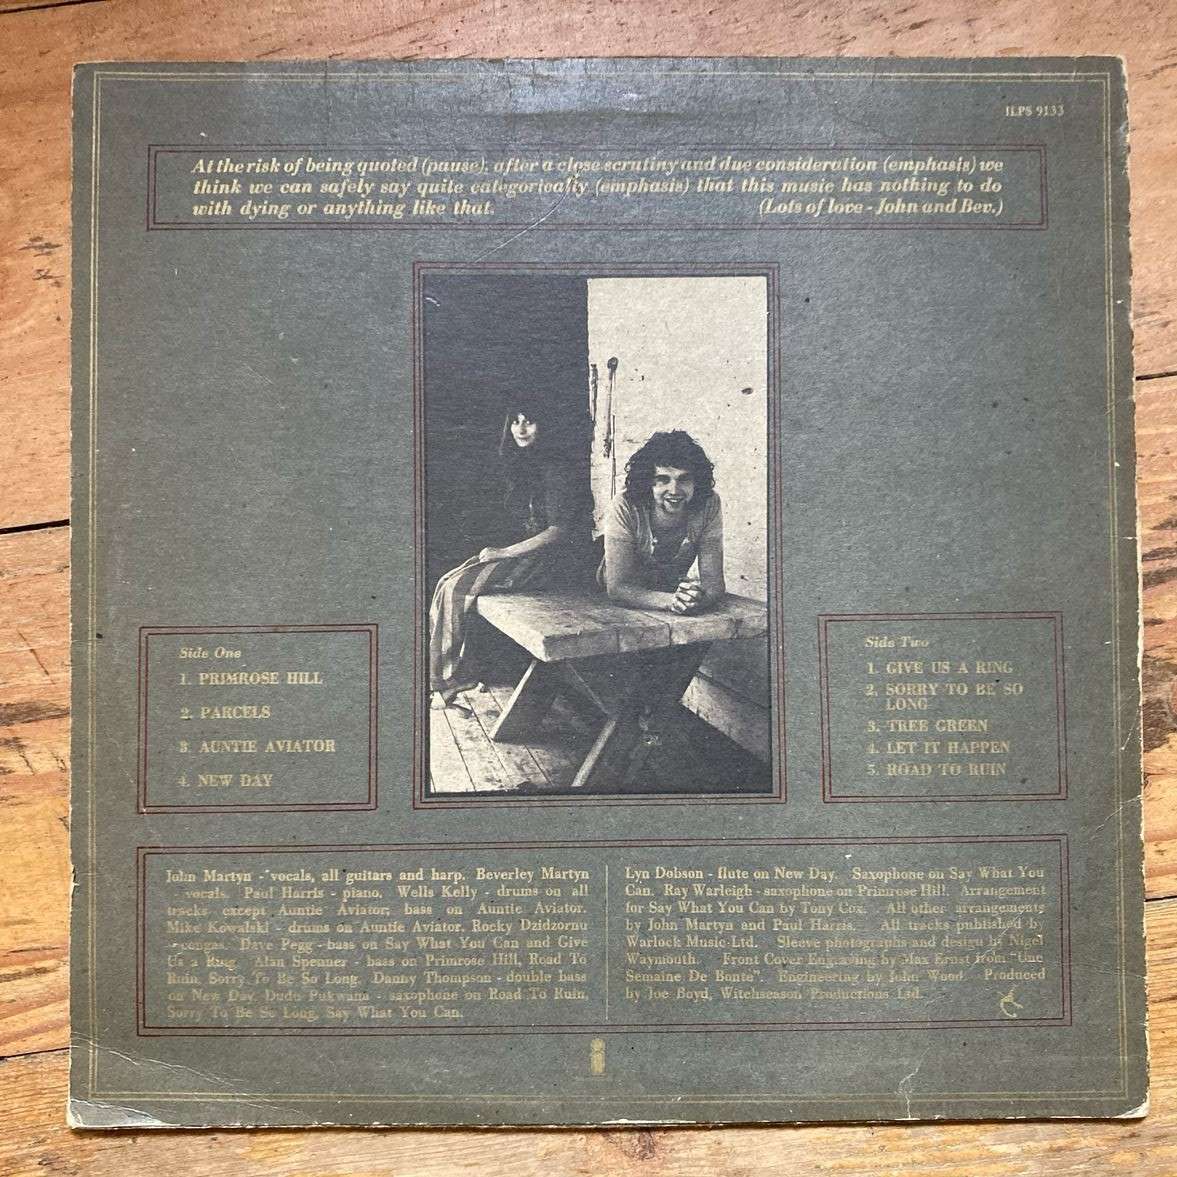 ILPS 9133
At the risk of being quoted (pause); after a close scrutiny and due consideration (emphasis) we
think we can safely say quite categorically (emphasis) that this music has nothing to do
with dying or anything like that. (Lots of love - John and Bev.)
Side One
1. PRIMROSE HILL
2. PARCELS
3. AUNTIE AVIATOR
4. NEW DAY
Side Two
1. GIVE US A RING
2. SORRY TO BE SO
LONG
3. TREE GREEN
4. LET IT HAPPEN
5. ROAD TO RUIN
John Martyn - vocals, all guitars and harp. Beverley Martyn
- vocals. Paul Harris - piano. Wells Kelly - drums on all
tracks except Auntie Aviator; bass on Auntie Aviator.
Mike Kowalski - drums on Auntie Aviator. Rocky Dzidzornu
- congas. Dave Pegg - bass on Say What You Can and Give
Us a Ring. Alan Spenner - bass on Primrose Hill, Road To
Ruin, Sorry To Be So Long. Danny Thompson - double bass
on New Day. Dudu Pukwana - saxophone on Road To Ruin,
Sorry To Be So Long, Say What You Can.
Lyn Dobson - flute on New Day. Saxophone on Say What You
Can. Ray Warleigh - saxophone on Primrose Hill. Arrangement
for Say What You Can by Tony Cox. All other arrangements
by John Martyn and Paul Harris. All tracks published by
Warlock Music Ltd. Sleeve photographs and design by Nigel
Waymouth. Front Cover Engraving by Max Ernst from "Une
Semaine De Bonte". Engineering by John Wood. Produced
by Joe Boyd, Witchseason Productions Ltd.
i